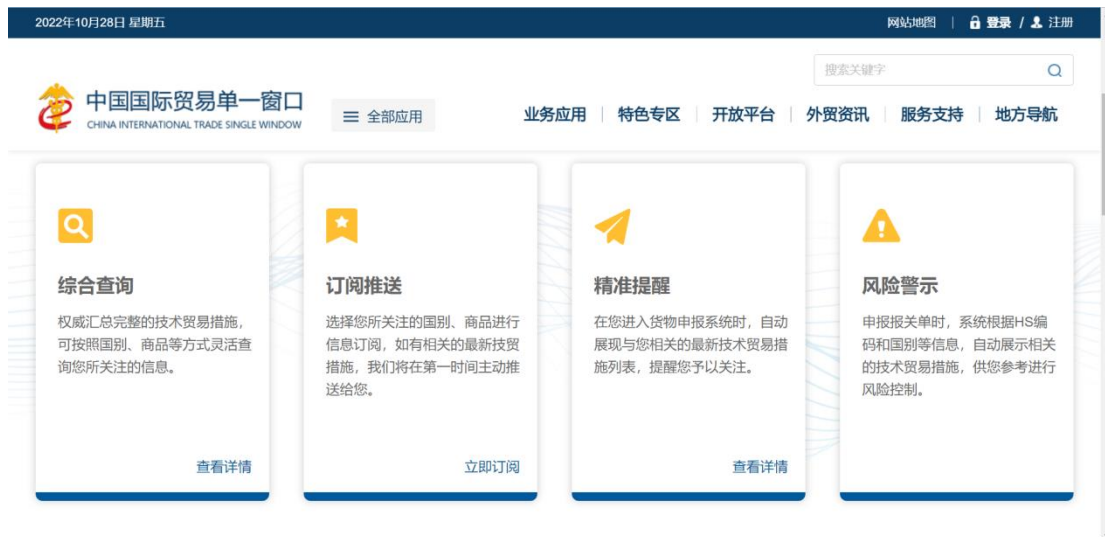 2022年10月28日 星期五
网站地图 | 登录 / 注册
搜索关键字
中国国际贸易单一窗口
CHINA INTERNATIONAL TRADE SINGLE WINDOW
全部应用
业务应用 | 特色专区 | 开放平台 | 外贸资讯 | 服务支持 | 地方导航
综合查询
权威汇总完整的技术贸易措施，
可按照国别、商品等方式灵活查
询您所关注的信息。
查看详情
订阅推送
选择您所关注的国别、商品进行
信息订阅，如有相关的最新技贸
措施，我们将在第一时间主动推
送给您。
立即订阅
精准提醒
在您进入货物申报系统时，自动
展现与您相关的最新技术贸易措
施列表，提醒您予以关注。
查看详情
风险警示
申报报关单时，系统根据HS编
码和国别等信息，自动展示相关
的技术贸易措施，供您参考进行
风险控制。